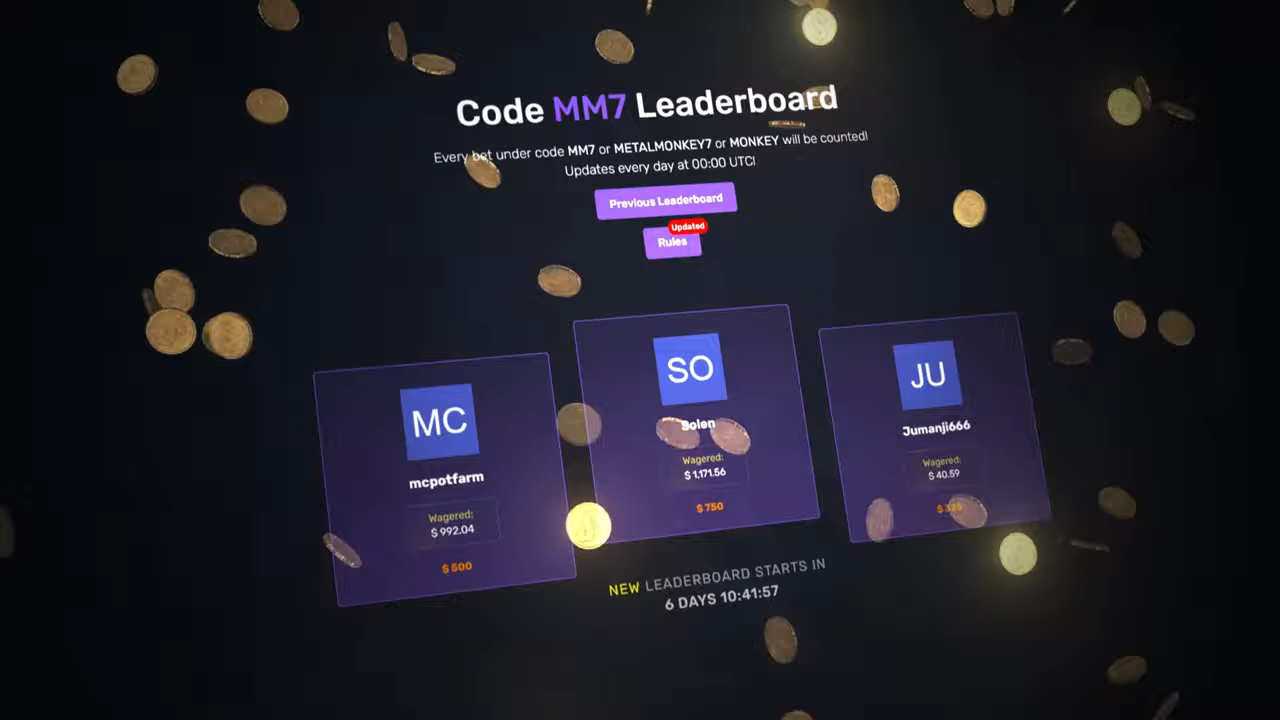 Code MM7 Leaderboard
Every bet under code MM7 or METALMONKEY7 or MONKEY will be counted!
Updates every day at 00:00 UTC!
Previous Leaderboard
Updated
Rules
MC
mcpotfarm
Wagered:
$ 992.04
$ 500
SO
Solen
Wagered:
$ 1,171.56
$ 750
JU
Jumanji666
Wagered:
$ 40.59
$ 325
NEW LEADERBOARD STARTS IN
6 DAYS 10:41:57